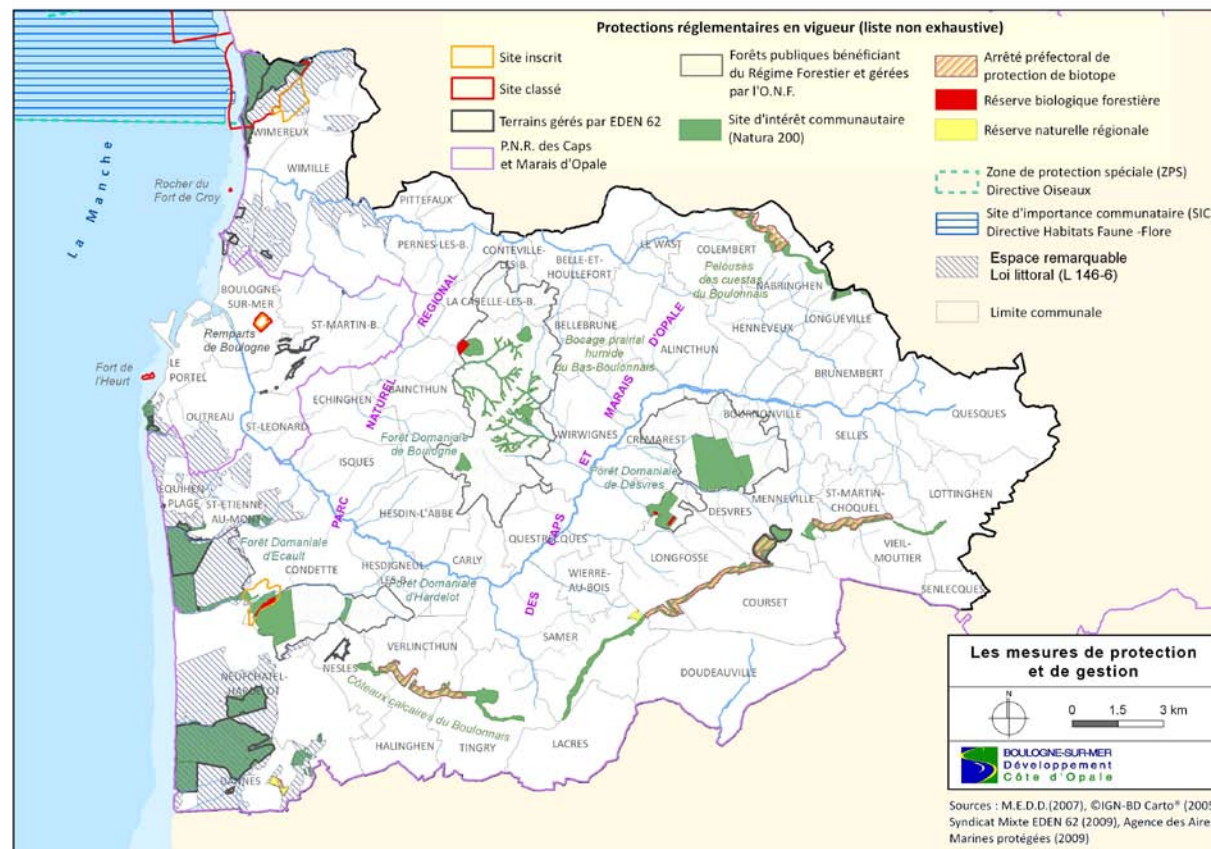 Protections réglementaires en vigueur (liste non exhaustive)
Site inscrit
Site classé
Terrains gérés par EDEN 62
P.N.R. des Caps
et Marais d'Opale
Forêts publiques bénéficiant
du Régime Forestier et gérées
par l'O.N.F.
Site d'intérêt communautaire
(Natura 200)
Arrêté préfectoral de
protection de biotope
Réserve biologique forestière
Réserve naturelle régionale
Zone de protection spéciale (ZPS)
Directive Oiseaux
Site d'importance communataire (SIC
Directive Habitats Faune -Flore
Espace remarquable
Loi littoral (L 146-6)
Limite communale
La Manche
WIMEREUX
WIMILLE
Rocher du
Fort de Croy
PITTEFAUX
PERNES-LES-B.
CONTEVILLE-
LES-B.
BELLE-ET-
HOULLEFORT
LE WAST
COLEMBERT
Pelouses
des cuestas
du Boulonnais
NABRINGHEN
LONGUEVILLE
BOULOGNE-
SUR-MER
ST-MARTIN-B.
LA CAPELLE-LES-B.
BELLEBRUNE
Bocage prairial
humide
du Bas-Boulonnais
HENNEVEUX
ALINCTHUN
BRUNEMBERT
Remparts
de Boulogne
Fort de
l'Heurt
LE
PORTEL
OUTREAU
ST-LEONARD
ECHINGHEN
BAINCTHUN
Forêt Domaniale
de Boulogne
WIRWIGNES
CREMAREST
BOURNONVILLE
QUESQUES
SELLES
ISQUES
Forêt Domaniale
de Desvres
EQUIHEN-
PLAGE
ST-ETIENNE-
AU-MONT
HESDIN-L'ABBE
QUESTRECQUES
DESVRES
MENNEVILLE
ST-MARTIN-
CHOQUEL
LOTTINGHEN
VIEIL-
MOUTIER
SENLECQUES
Forêt Domaniale
d'Ecault
CONDETTE
HESDIGNEUL-
LES-B.
CARLY
Forêt Domaniale
d'Hardelot
LONGFOSSE
WIERRE-
AU-BOIS
COURSET
SAMER
VERLINCTHUN
NESLES
DOUDEAUVILLE
NEUFCHATEL-
HARDELOT
Côteaux calcaires du Boulonnais
DANNES
HALINGHEN
TINGRY
LACRES
PARC NATUREL REGIONAL
DES CAPS ET MARAIS D'OPALE
Les mesures de protection
et de gestion
N
0 1.5 3 km
BOULOGNE-SUR-MER
Développement
Côte d'Opale
Sources : M.E.D.D.(2007), ©IGN-BD Carto® (2005
Syndicat Mixte EDEN 62 (2009), Agence des Aire
Marines protégées (2009)